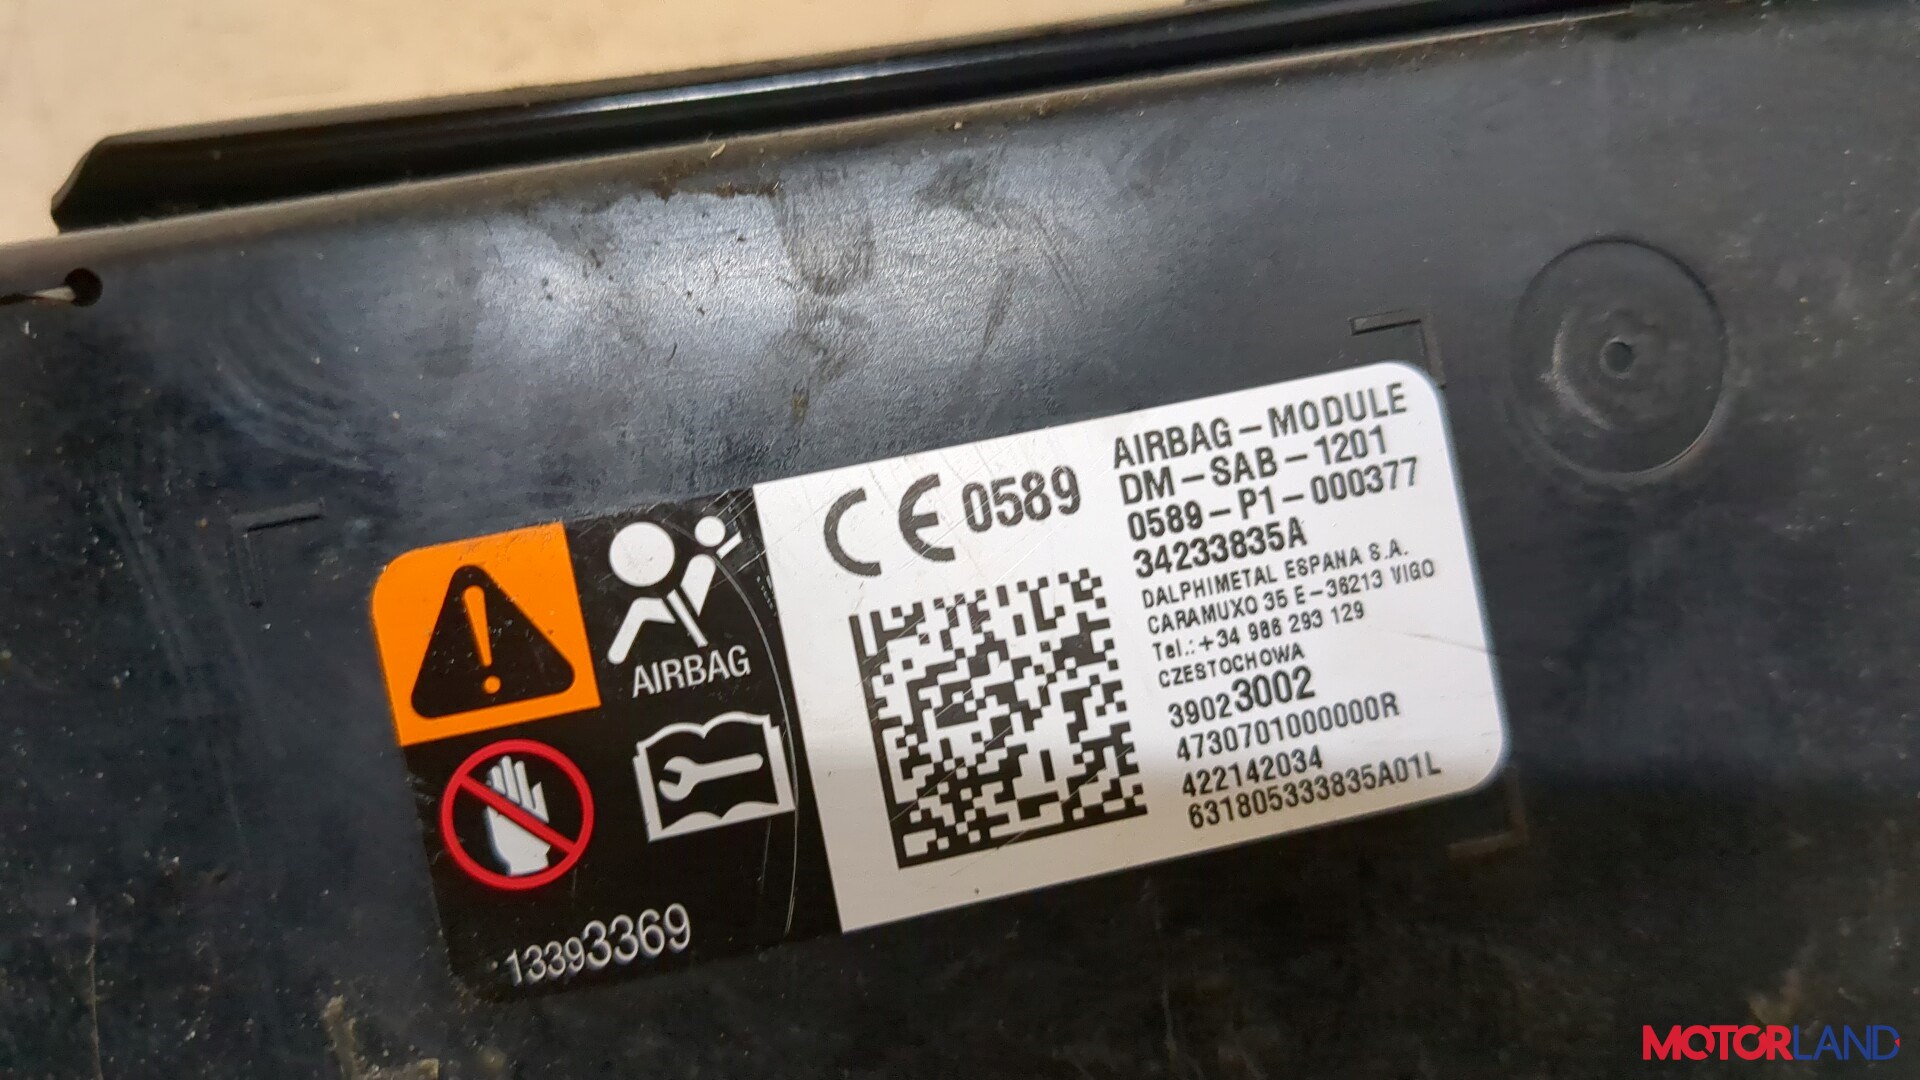 AIRBAG
13393369
CE 0589
AIRBAG-MODULE
DM-SAB-1201
0589-P1-000377
34233835A
DALPHIMETAL ESPANA S.A.
CARAMUXO 35 E-36213 VIGO
Tel.:+34 986 293 129
CZESTOCHOWA
39023002
4730701000000R
422142034
631805333835A01L
MOTORLAND